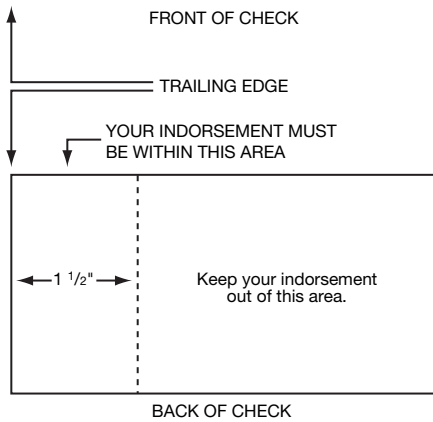 FRONT OF CHECK
TRAILING EDGE
YOUR INDORSEMENT MUST
BE WITHIN THIS AREA
1 1/2"
Keep your indorsement
out of this area.
BACK OF CHECK